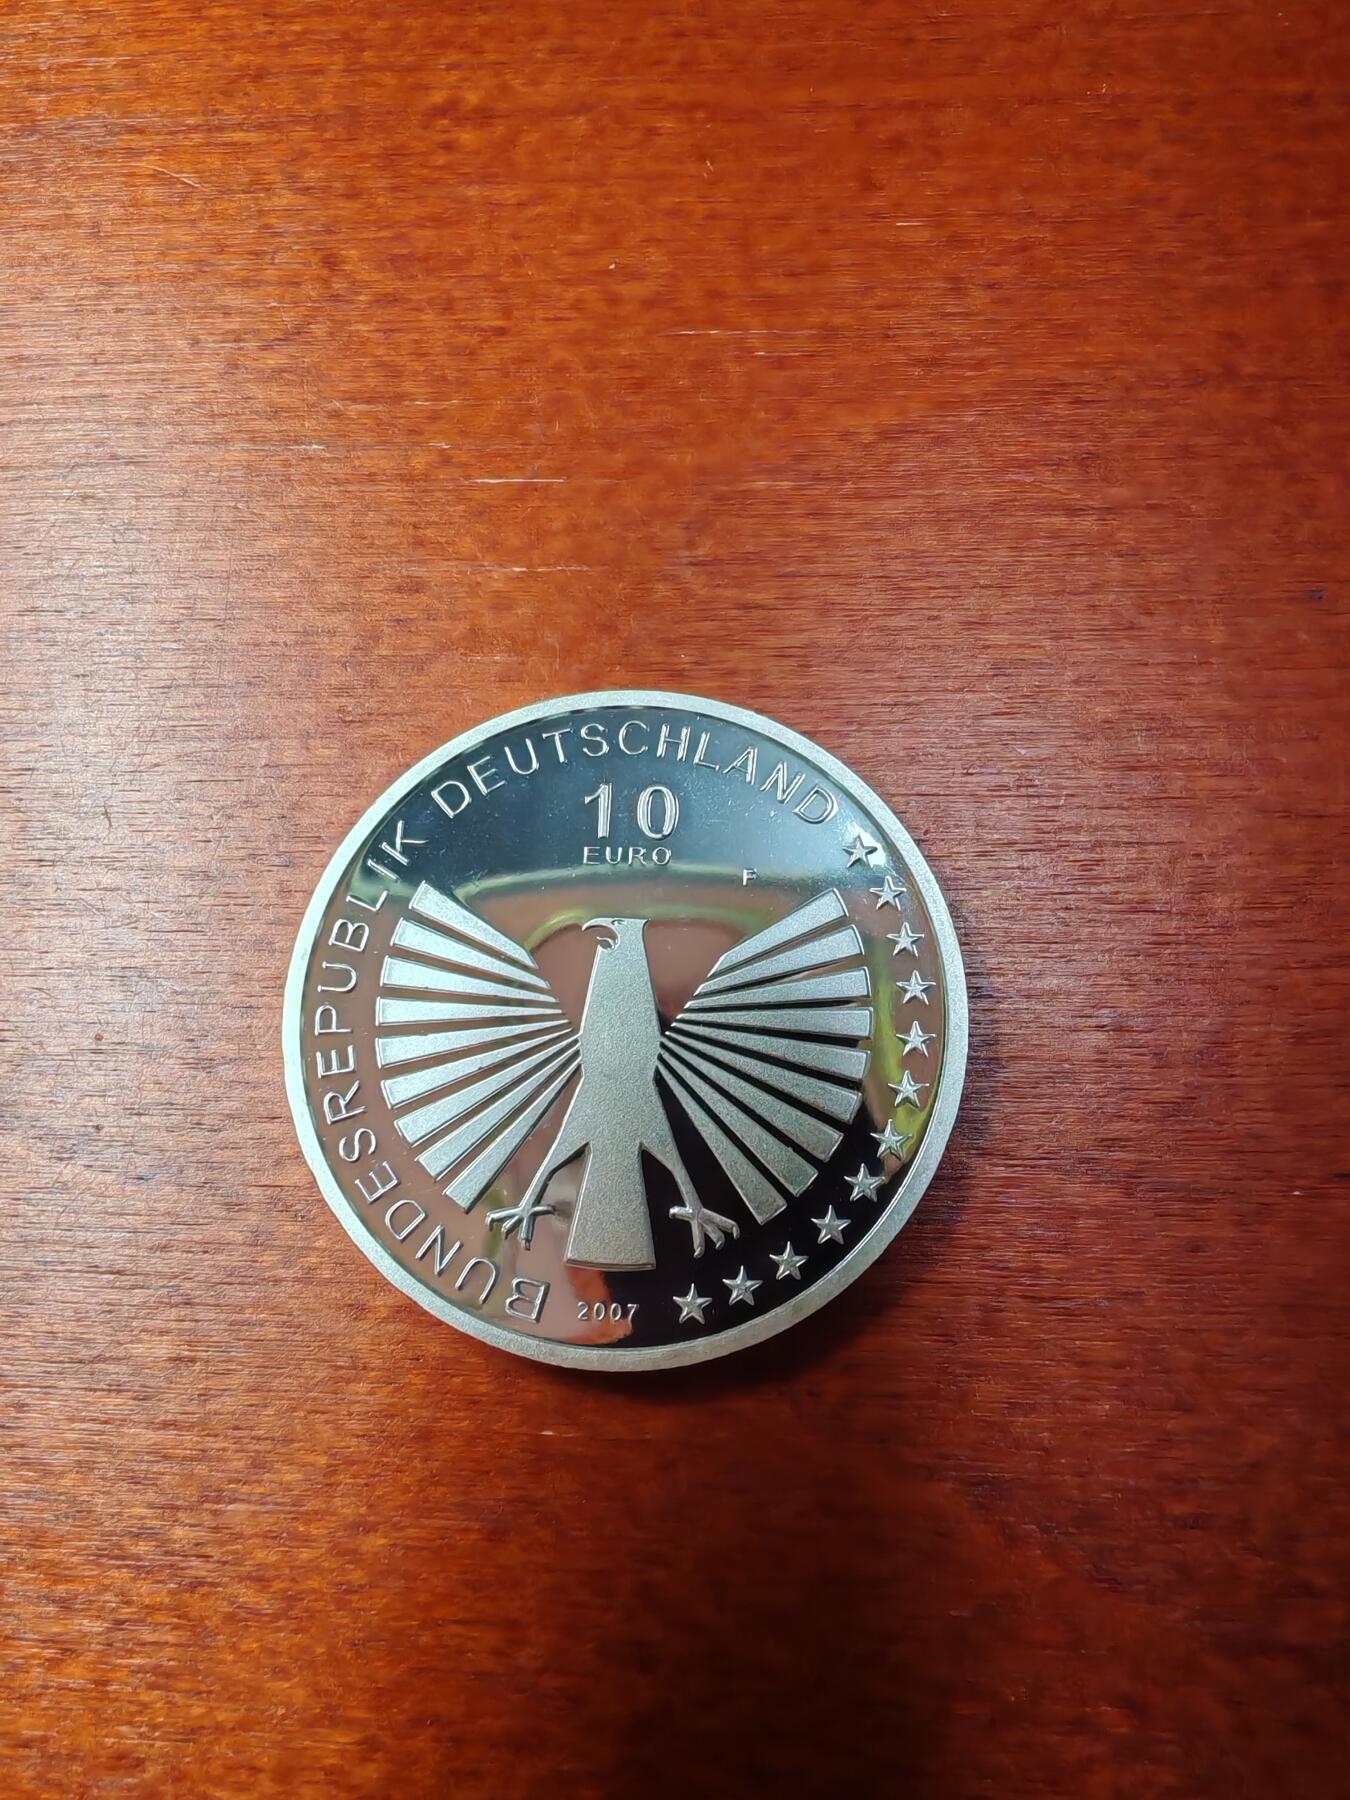 BUNDESREPUBLIK DEUTSCHLAND
10
EURO
F
2007